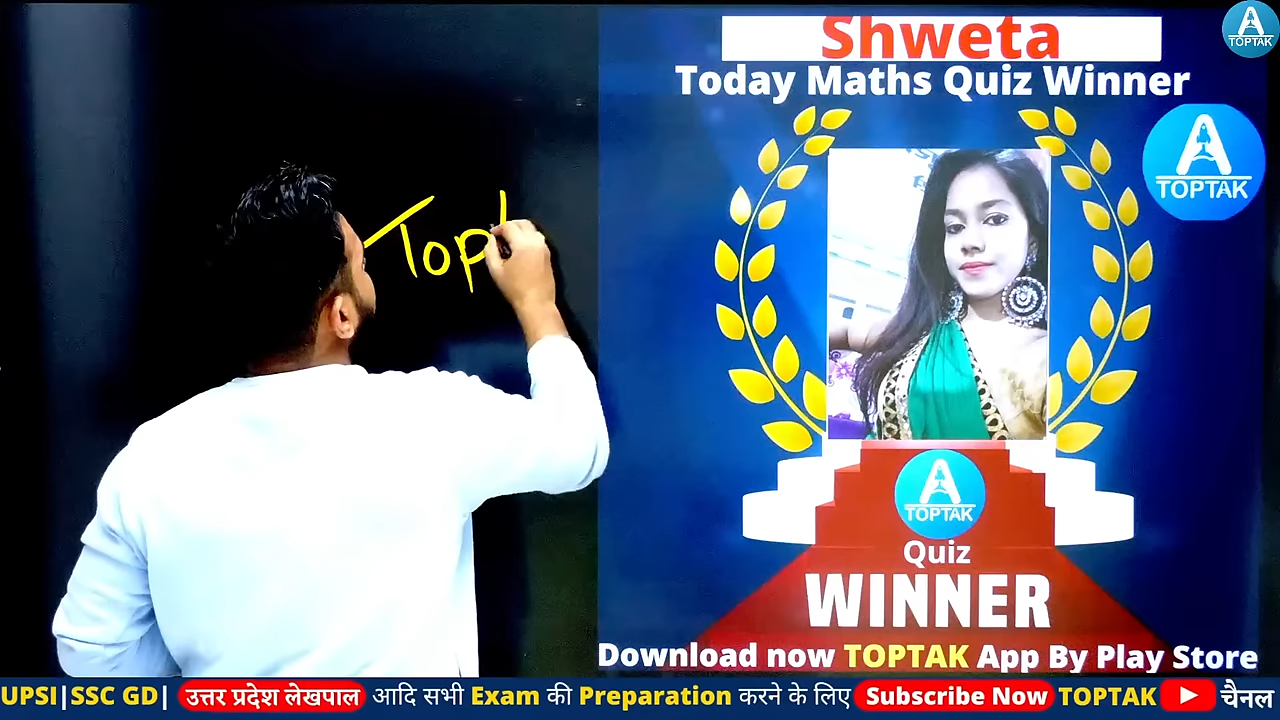 Shweta
Today Maths Quiz Winner
TOPTAK
TOPTAK
Top
TOPTAK
Quiz
WINNER
Download now TOPTAK App By Play Store
UPSI|SSC GD| उत्तर प्रदेश लेखपाल आदि सभी Exam की Preparation करने के लिए Subscribe Now TOPTAK चैनल